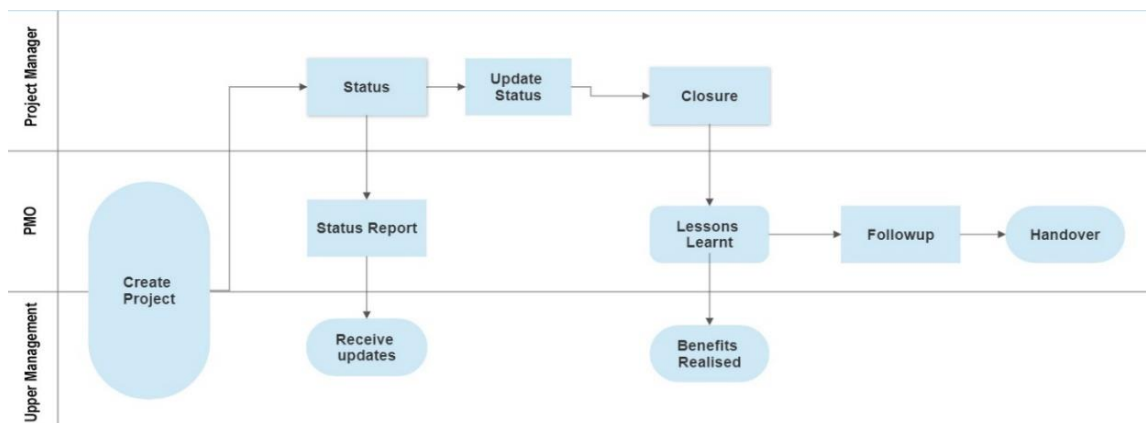 Project Manager
Status
Update
Status
Closure
PMO
Create
Project
Status Report
Lessons
Learnt
Followup
Handover
Upper Management
Receive
updates
Benefits
Realised